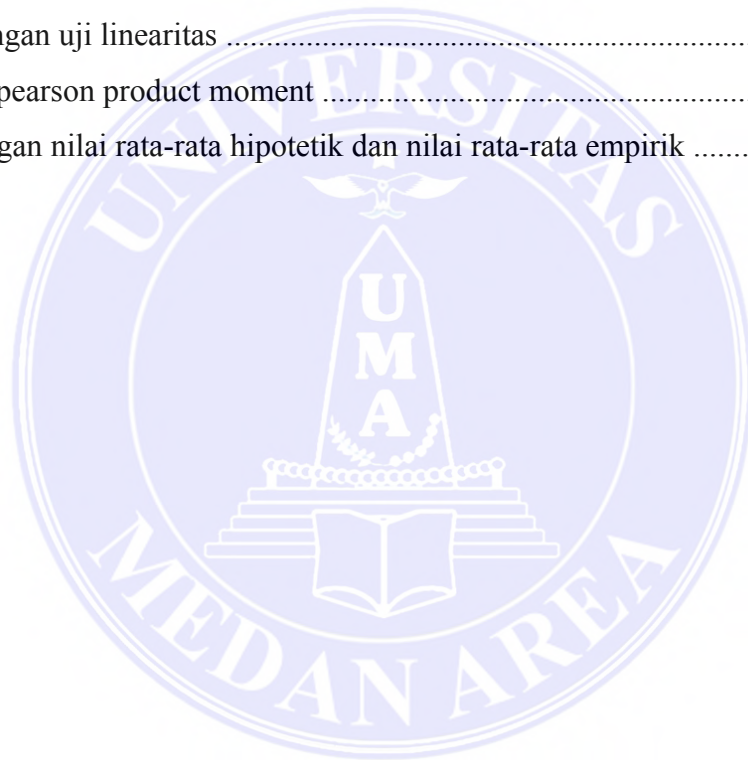 ngan uji linearitas ....................................................................................
pearson product moment .....................................................................
gan nilai rata-rata hipotetik dan nilai rata-rata empirik .........
UNIVERSITAS
U
M
A
MEDAN AREA